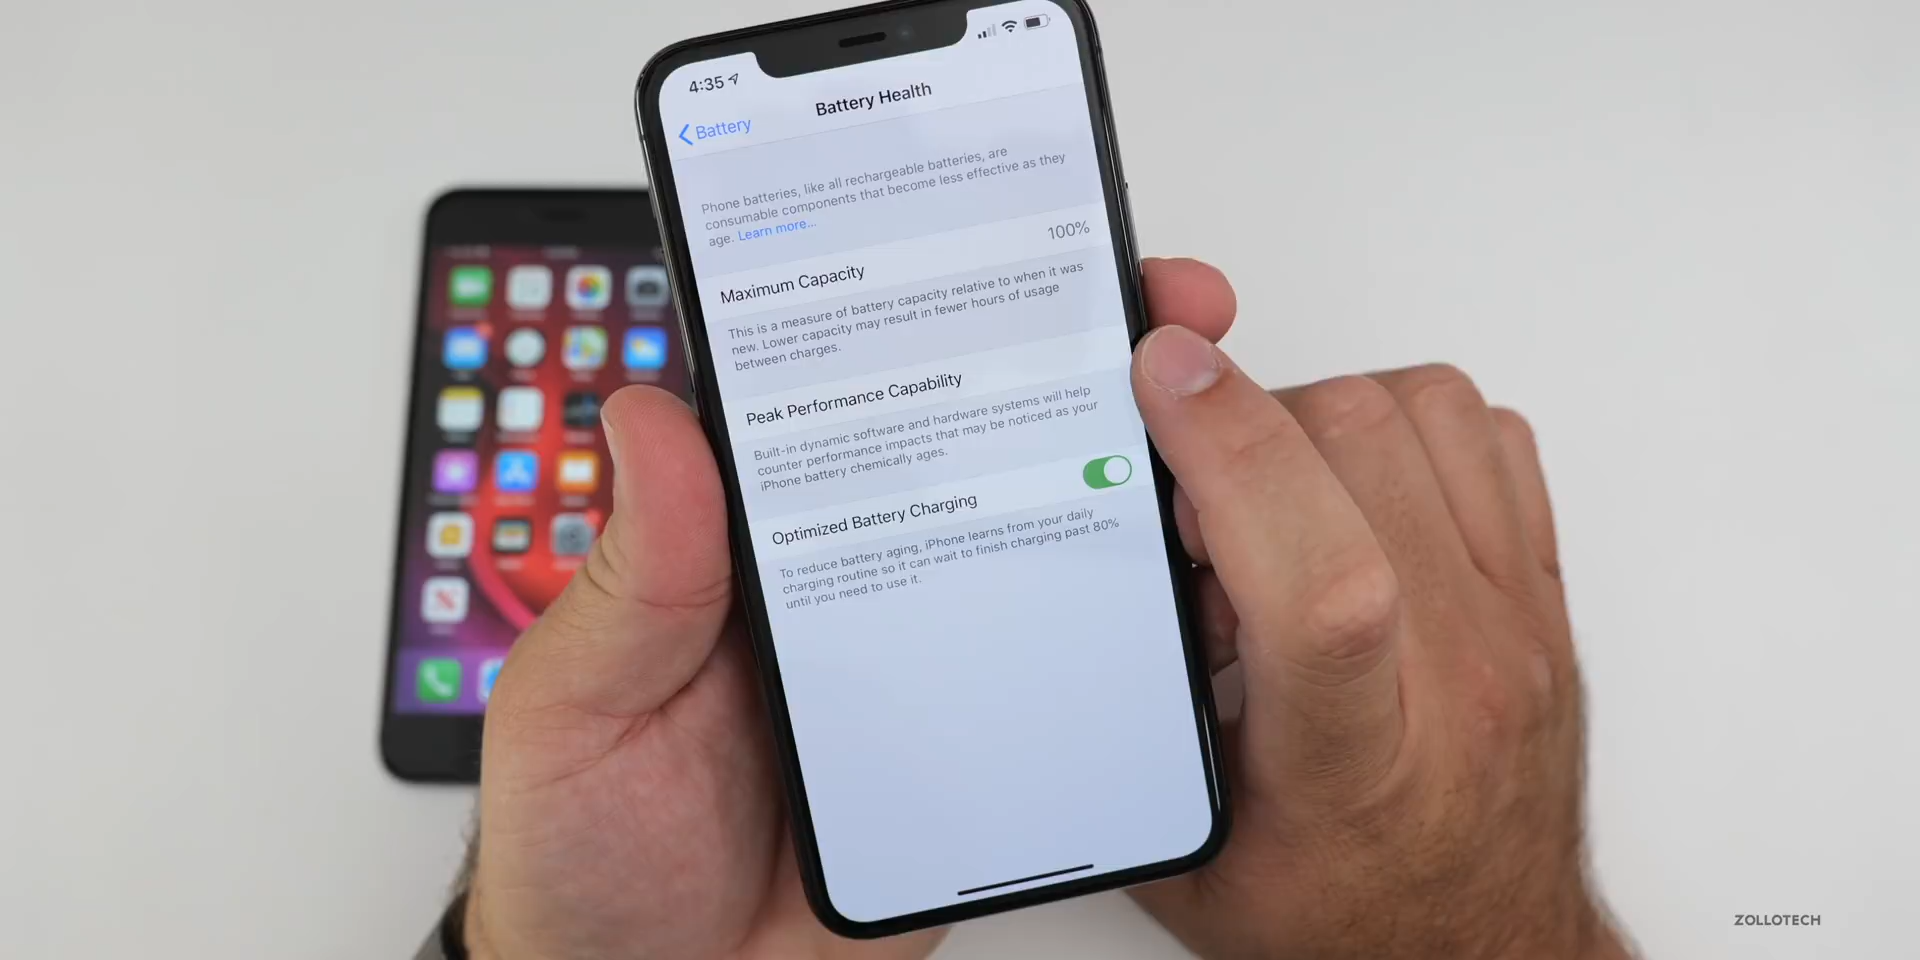 4:35
Battery
Battery Health
Phone batteries, like all rechargeable batteries, are
consumable components that become less effective as they
age. Learn more...
Maximum Capacity 100%
This is a measure of battery capacity relative to when it was
new. Lower capacity may result in fewer hours of usage
between charges.
Peak Performance Capability
Built-in dynamic software and hardware systems will help
counter performance impacts that may be noticed as your
iPhone battery chemically ages.
Optimized Battery Charging
To reduce battery aging, iPhone learns from your daily
charging routine so it can wait to finish charging past 80%
until you need to use it.
ZOLLOTECH